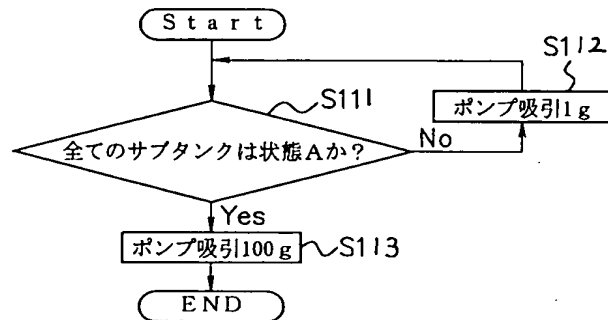 Start
S112
S111
ポンプ吸引1g
全てのサブタンクは状態Aか?
No
Yes
ポンプ吸引100g
S113
END